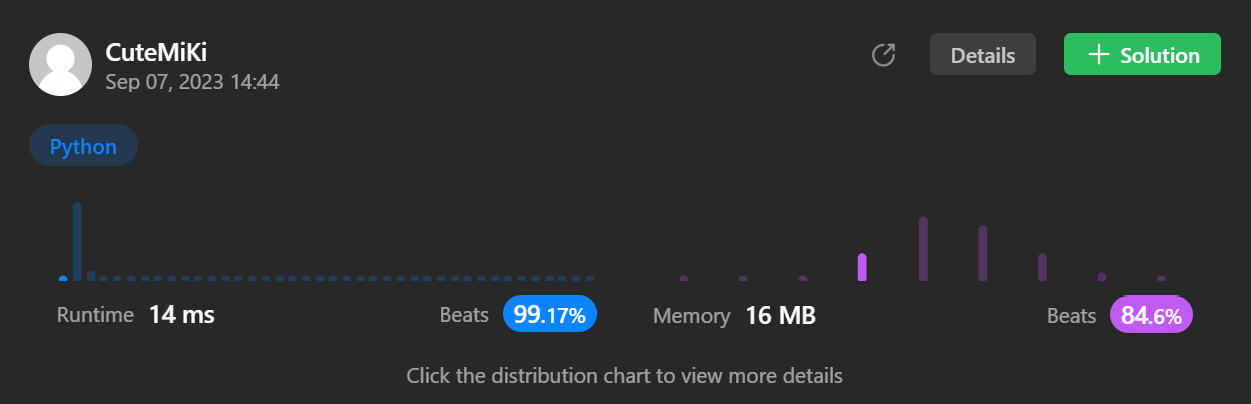 CuteMiKi
Sep 07, 2023 14:44
Details
Solution
Python
Runtime 14 ms Beats 99.17% Memory 16 MB Beats 84.6%
Click the distribution chart to view more details